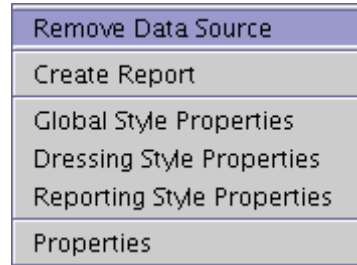 Remove Data Source
Create Report
Global Style Properties
Dressing Style Properties
Reporting Style Properties
Properties